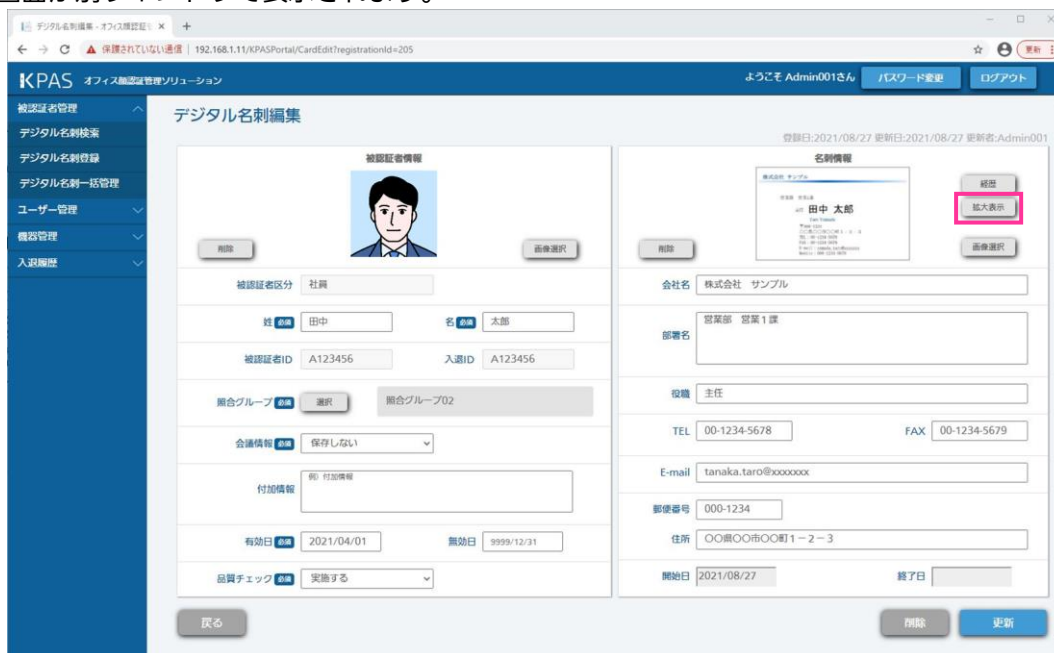 画面が別ウィンドウで表示されます。
デジタル名刺編集 - オフィス顔認証
保護されていない通信 | 192.168.1.11/KPASPortal/CardEdit?registrationId=205
更新
KPAS オフィス顔認証管理ソリューション
ようこそ Admin001さん パスワード変更 ログアウト
被認証者管理
デジタル名刺検索
デジタル名刺登録
デジタル名刺一括管理
ユーザー管理
機器管理
入退履歴
デジタル名刺編集
登録日:2021/08/27 更新日:2021/08/27 更新者:Admin001
被認証者情報
削除 画像選択
被認証者区分 社員
姓 必須 田中 名 必須 太郎
被認証者ID A123456 入退ID A123456
照合グループ 必須 選択 照合グループ02
会議情報 必須 保存しない
付加情報 例）付加情報
有効日 必須 2021/04/01 無効日 9999/12/31
品質チェック 必須 実施する
名刺情報
株式会社 サンプル
営業部 営業1課
主任 田中 太郎
Taro Tanaka
経歴
拡大表示
削除 画像選択
会社名 株式会社 サンプル
部署名 営業部 営業1課
役職 主任
TEL 00-1234-5678 FAX 00-1234-5679
E-mail tanaka.taro@xxxxxxx
郵便番号 000-1234
住所 〇〇県〇〇市〇〇町1－2－3
開始日 2021/08/27 終了日
戻る 削除 更新